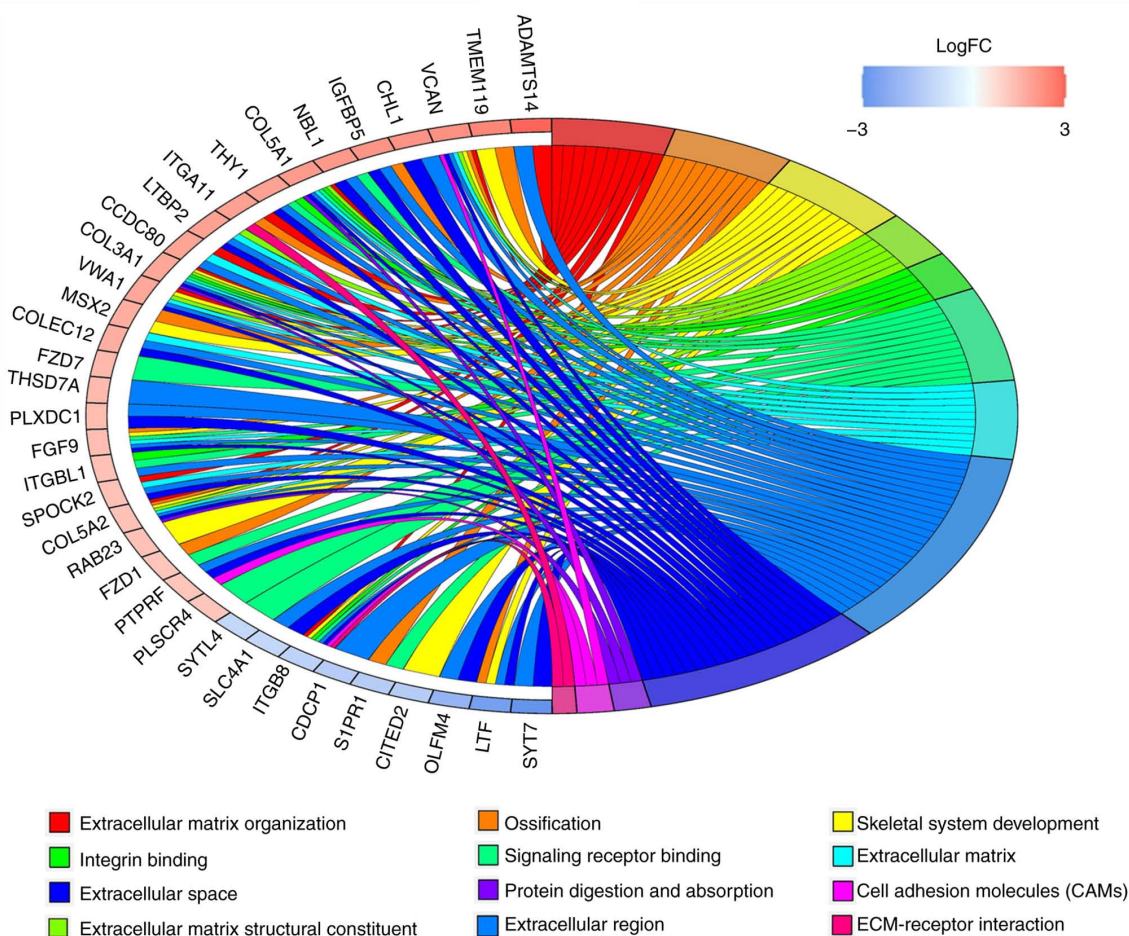 LogFC
−3 3
ADAMTS14
TMEM119
VCAN
CHL1
IGFBP5
NBL1
COL5A1
THY1
ITGA11
LTBP2
CCDC80
COL3A1
VWA1
MSX2
COLEC12
FZD7
THSD7A
PLXDC1
FGF9
ITGBL1
SPOCK2
COL5A2
RAB23
FZD1
PTPRF
PLSCR4
SYTL4
SLC4A1
ITGB8
CDCP1
S1PR1
CITED2
OLFM4
LTF
SYT7
Extracellular matrix organization
Ossification
Skeletal system development
Integrin binding
Signaling receptor binding
Extracellular matrix
Extracellular space
Protein digestion and absorption
Cell adhesion molecules (CAMs)
Extracellular matrix structural constituent
Extracellular region
ECM-receptor interaction